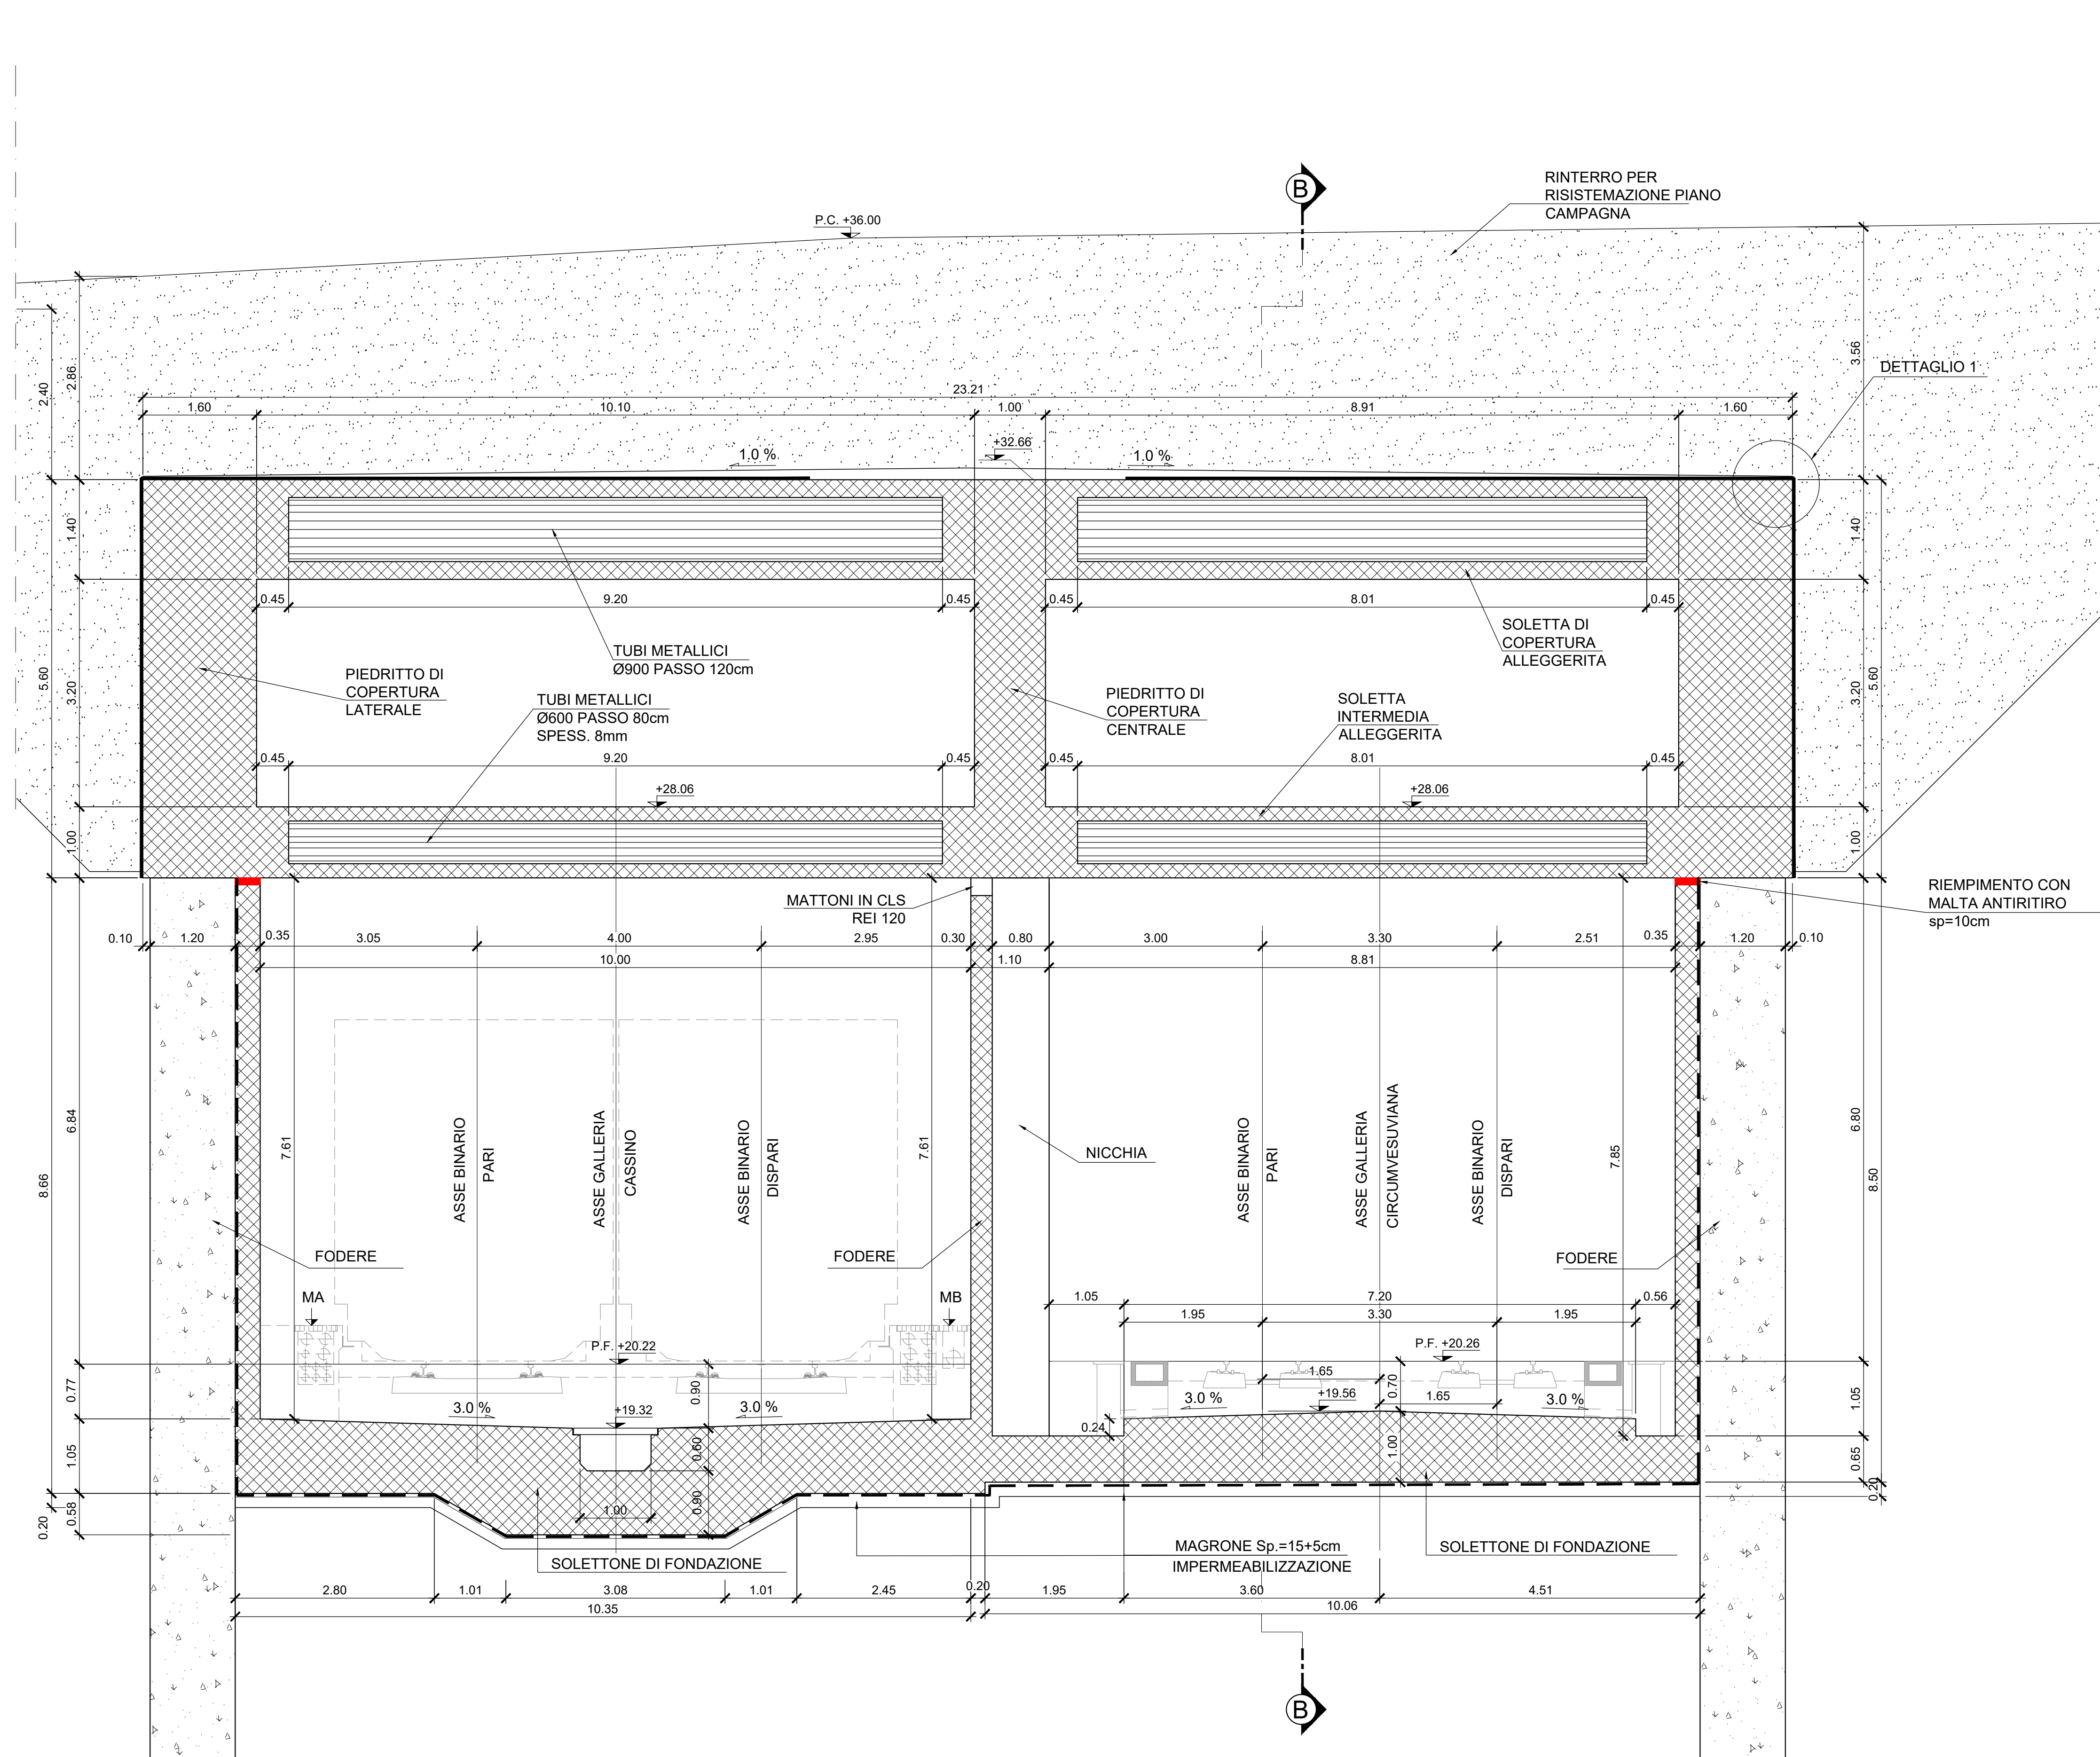 B
RINTERRO PER
RISISTEMAZIONE PIANO
CAMPAGNA
P.C. +36.00
3.56
DETTAGLIO 1
2.40
2.86
23.21
1.60
10.10
1.00
8.91
1.60
+32.66
1.0 %
1.0 %
1.40
1.40
0.45
9.20
0.45
0.45
8.01
0.45
TUBI METALLICI
Ø900 PASSO 120cm
SOLETTA DI
COPERTURA
ALLEGGERITA
5.60
3.20
3.20
5.60
PIEDRITTO DI
COPERTURA
LATERALE
TUBI METALLICI
Ø600 PASSO 80cm
SPESS. 8mm
PIEDRITTO DI
COPERTURA
CENTRALE
SOLETTA
INTERMEDIA
ALLEGGERITA
0.45
9.20
0.45
0.45
8.01
0.45
+28.06
+28.06
1.00
1.00
MATTONI IN CLS
REI 120
RIEMPIMENTO CON
MALTA ANTIRITIRO
sp=10cm
0.10
1.20
0.35
3.05
4.00
2.95
0.30
0.80
3.00
3.30
2.51
0.35
1.20
0.10
10.00
1.10
8.81
6.84
6.80
8.66
8.50
7.61
7.61
7.85
ASSE BINARIO
PARI
ASSE GALLERIA
CASSINO
ASSE BINARIO
DISPARI
NICCHIA
ASSE BINARIO
PARI
ASSE GALLERIA
CIRCUMVESUVIANA
ASSE BINARIO
DISPARI
FODERE
FODERE
FODERE
MA
MB
1.05
7.20
0.56
1.95
3.30
1.95
P.F. +20.22
P.F. +20.26
0.77
0.90
1.65
0.70
1.65
1.05
3.0 %
+19.32
3.0 %
3.0 %
+19.56
3.0 %
0.24
1.05
0.60
1.00
0.65
0.20
0.58
0.20
1.00
0.90
SOLETTONE DI FONDAZIONE
MAGRONE Sp.=15+5cm
IMPERMEABILIZZAZIONE
SOLETTONE DI FONDAZIONE
2.80
1.01
3.08
1.01
2.45
0.20
1.95
3.60
4.51
10.35
10.06
B